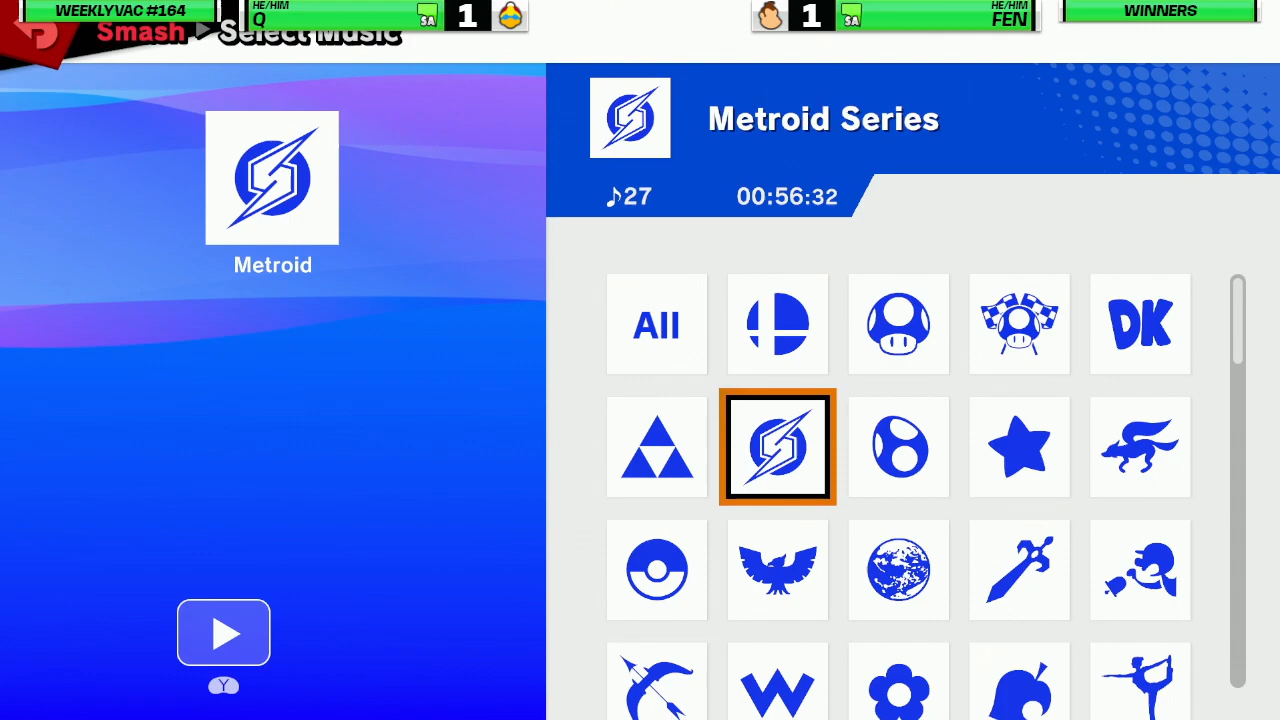 WEEKLYVAC #164
HE/HIM
Q
SA
1
1
SA
HE/HIM
FEN
WINNERS
Smash
Select Music
Metroid
Metroid Series
♪27
00:56:32
All
DK
Y